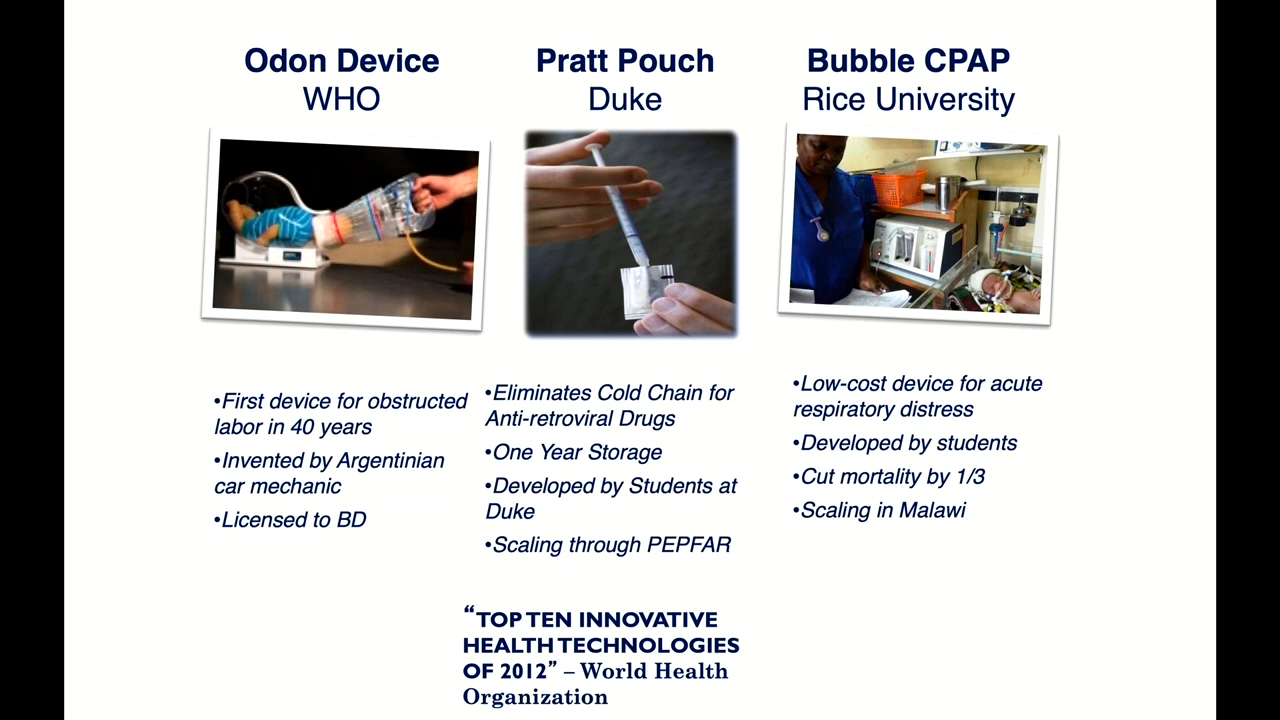 Odon Device
WHO
•First device for obstructed
labor in 40 years
•Invented by Argentinian
car mechanic
•Licensed to BD
Pratt Pouch
Duke
•Eliminates Cold Chain for
Anti-retroviral Drugs
•One Year Storage
•Developed by Students at
Duke
•Scaling through PEPFAR
“TOP TEN INNOVATIVE
HEALTH TECHNOLOGIES
OF 2012” – World Health
Organization
Bubble CPAP
Rice University
•Low-cost device for acute
respiratory distress
•Developed by students
•Cut mortality by 1/3
•Scaling in Malawi